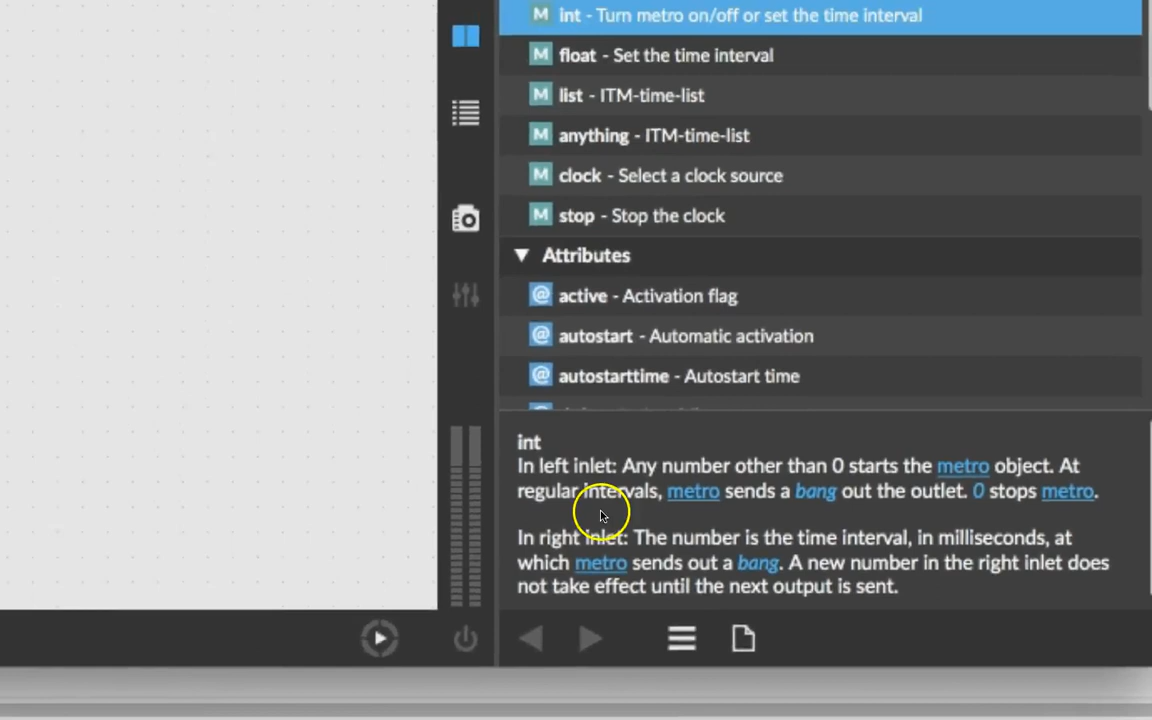 M int - Turn metro on/off or set the time interval
M float - Set the time interval
M list - ITM-time-list
M anything - ITM-time-list
M clock - Select a clock source
M stop - Stop the clock
▼ Attributes
@ active - Activation flag
@ autostart - Automatic activation
@ autostarttime - Autostart time
int
In left inlet: Any number other than 0 starts the metro object. At
regular intervals, metro sends a bang out the outlet. 0 stops metro.
In right inlet: The number is the time interval, in milliseconds, at
which metro sends out a bang. A new number in the right inlet does
not take effect until the next output is sent.